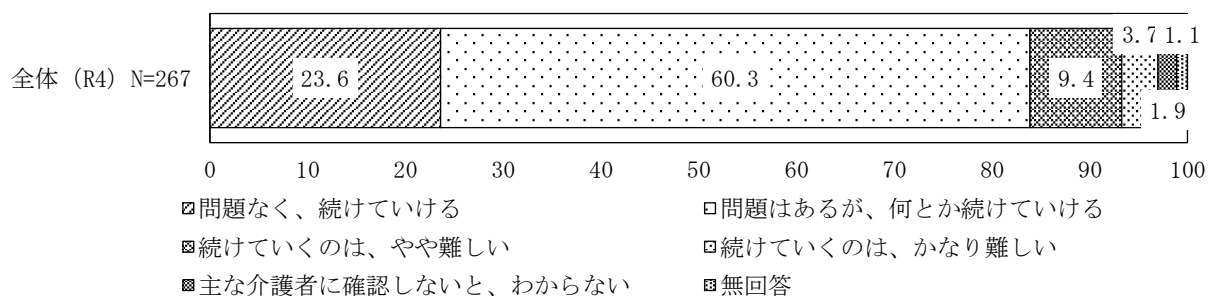 3.7 1.1
全体（R4）N=267 23.6 60.3 9.4
1.9
0 10 20 30 40 50 60 70 80 90 100
問題なく、続けていける 問題はあるが、何とか続けていける
続けていくのは、やや難しい 続けていくのは、かなり難しい
主な介護者に確認しないと、わからない 無回答